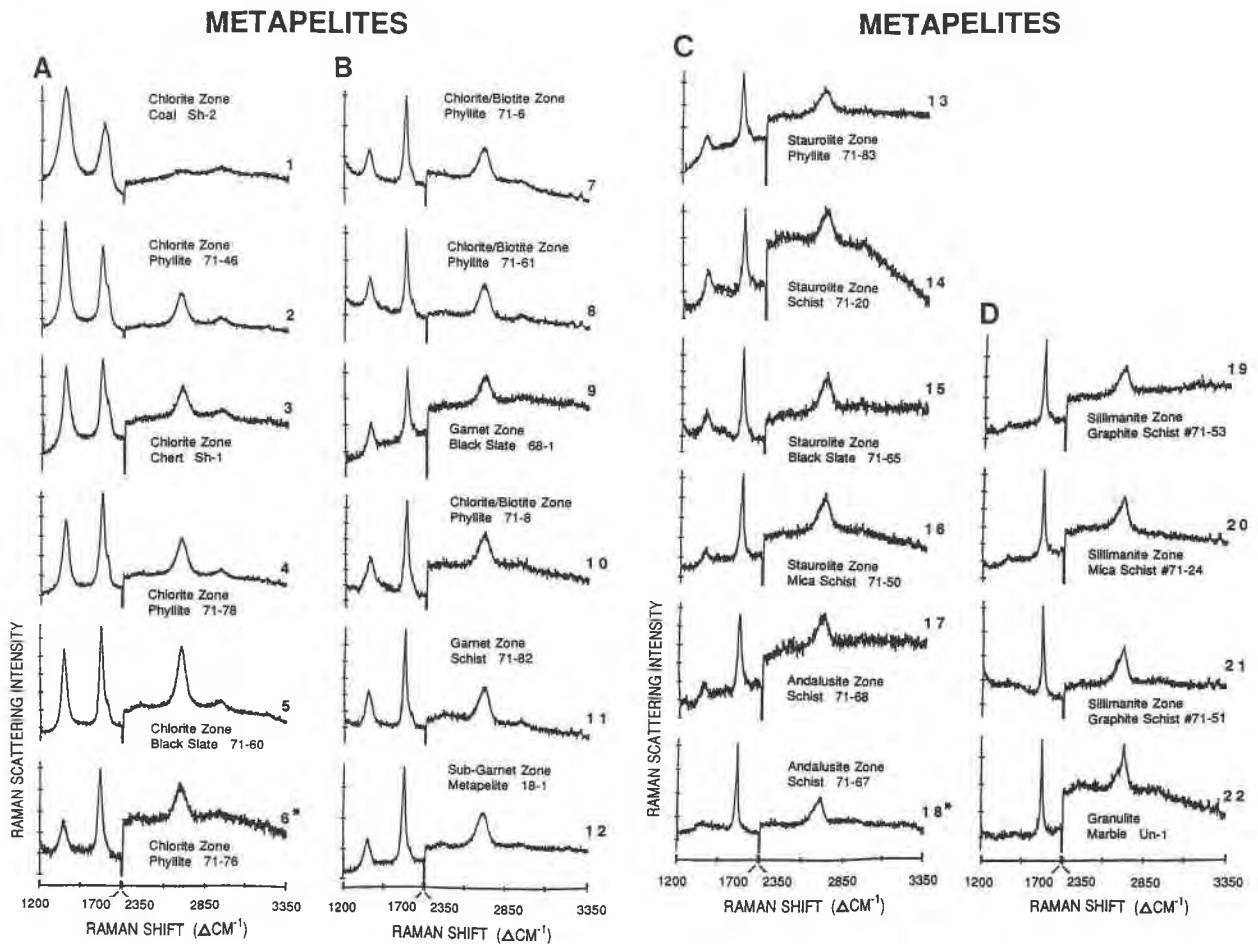 METAPELITES
METAPELITES
A
Chlorite Zone
Coal Sh-2
1
Chlorite Zone
Phyllite 71-46
2
3
Chlorite Zone
Chert Sh-1
4
Chlorite Zone
Phyllite 71-78
5
Chlorite Zone
Black Slate 71-60
6*
Chlorite Zone
Phyllite 71-76
B
Chlorite/Biotite Zone
Phyllite 71-6
7
Chlorite/Biotite Zone
Phyllite 71-61
8
9
Garnet Zone
Black Slate 68-1
Chlorite/Biotite Zone
Phyllite 71-8
10
Garnet Zone
Schist 71-82
11
Sub-Garnet Zone
Metapelite 18-1
12
C
13
Staurolite Zone
Phyllite 71-83
14
Staurolite Zone
Schist 71-20
15
Staurolite Zone
Black Slate 71-65
16
Staurolite Zone
Mica Schist 71-50
17
Andalusite Zone
Schist 71-68
Andalusite Zone
Schist 71-67
18*
D
19
Sillimanite Zone
Graphite Schist #71-53
20
Sillimanite Zone
Mica Schist #71-24
21
Sillimanite Zone
Graphite Schist #71-51
22
Granulite
Marble Un-1
RAMAN SCATTERING INTENSITY
RAMAN SCATTERING INTENSITY
1200 1700 2350 2850 3350
RAMAN SHIFT (ΔCM⁻¹)
1200 1700 2350 2850 3350
RAMAN SHIFT (ΔCM⁻¹)
1200 1700 2350 2850 3350
RAMAN SHIFT (ΔCM⁻¹)
1200 1700 2350 2850 3350
RAMAN SHIFT (ΔCM⁻¹)